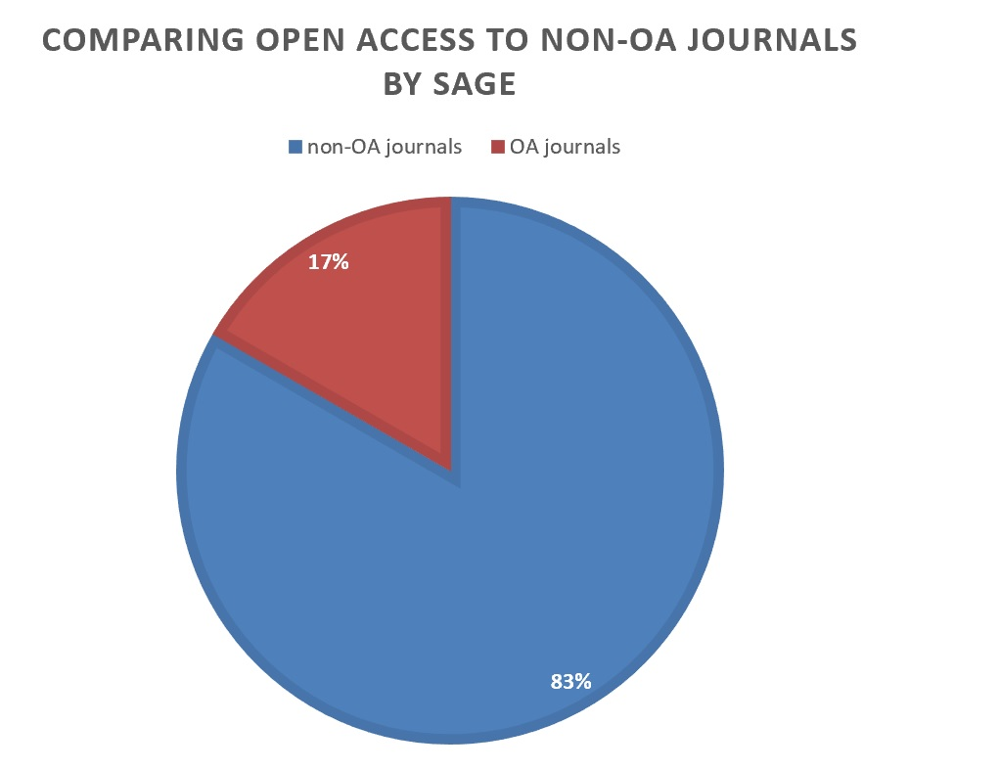 COMPARING OPEN ACCESS TO NON-OA JOURNALS
BY SAGE
non-OA journals OA journals
17%
83%